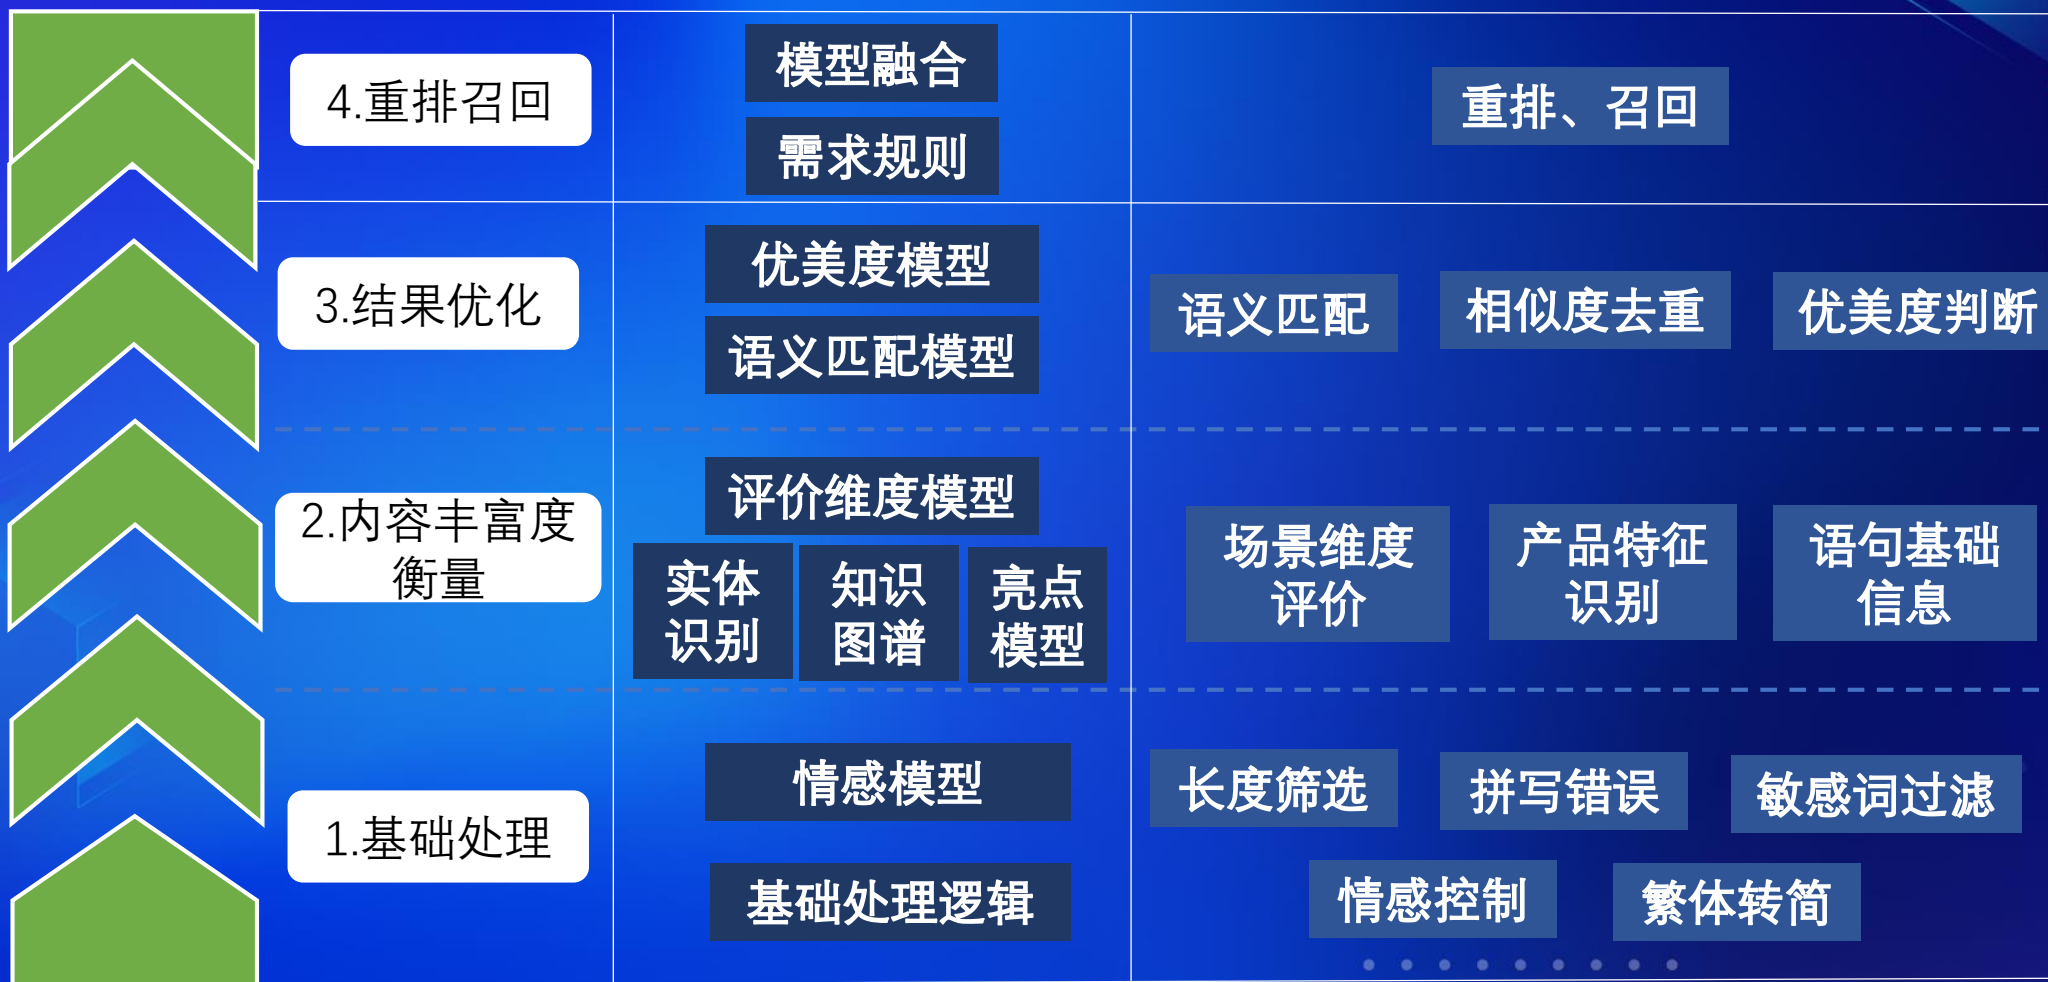 4.重排召回
模型融合
需求规则
重排、召回
3.结果优化
优美度模型
语义匹配模型
语义匹配
相似度去重
优美度判断
2.内容丰富度
衡量
评价维度模型
实体
识别
知识
图谱
亮点
模型
场景维度
评价
产品特征
识别
语句基础
信息
1.基础处理
情感模型
基础处理逻辑
长度筛选
拼写错误
敏感词过滤
情感控制
繁体转简